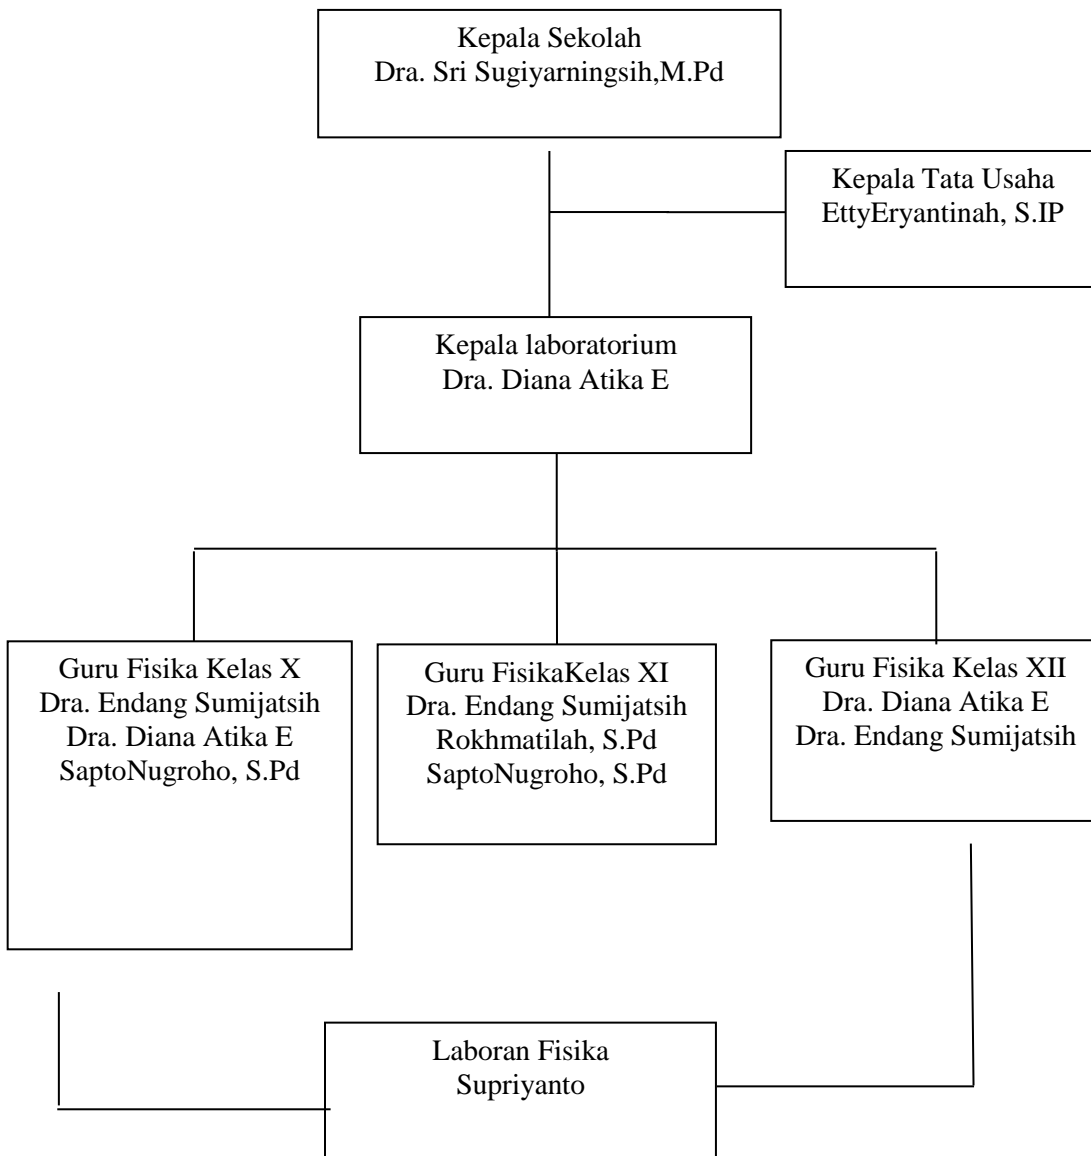 Kepala Sekolah
Dra. Sri Sugiyarningsih,M.Pd
Kepala Tata Usaha
EttyEryantinah, S.IP
Kepala laboratorium
Dra. Diana Atika E
Guru Fisika Kelas X
Dra. Endang Sumijatsih
Dra. Diana Atika E
SaptoNugroho, S.Pd
Guru FisikaKelas XI
Dra. Endang Sumijatsih
Rokhmatilah, S.Pd
SaptoNugroho, S.Pd
Guru Fisika Kelas XII
Dra. Diana Atika E
Dra. Endang Sumijatsih
Laboran Fisika
Supriyanto